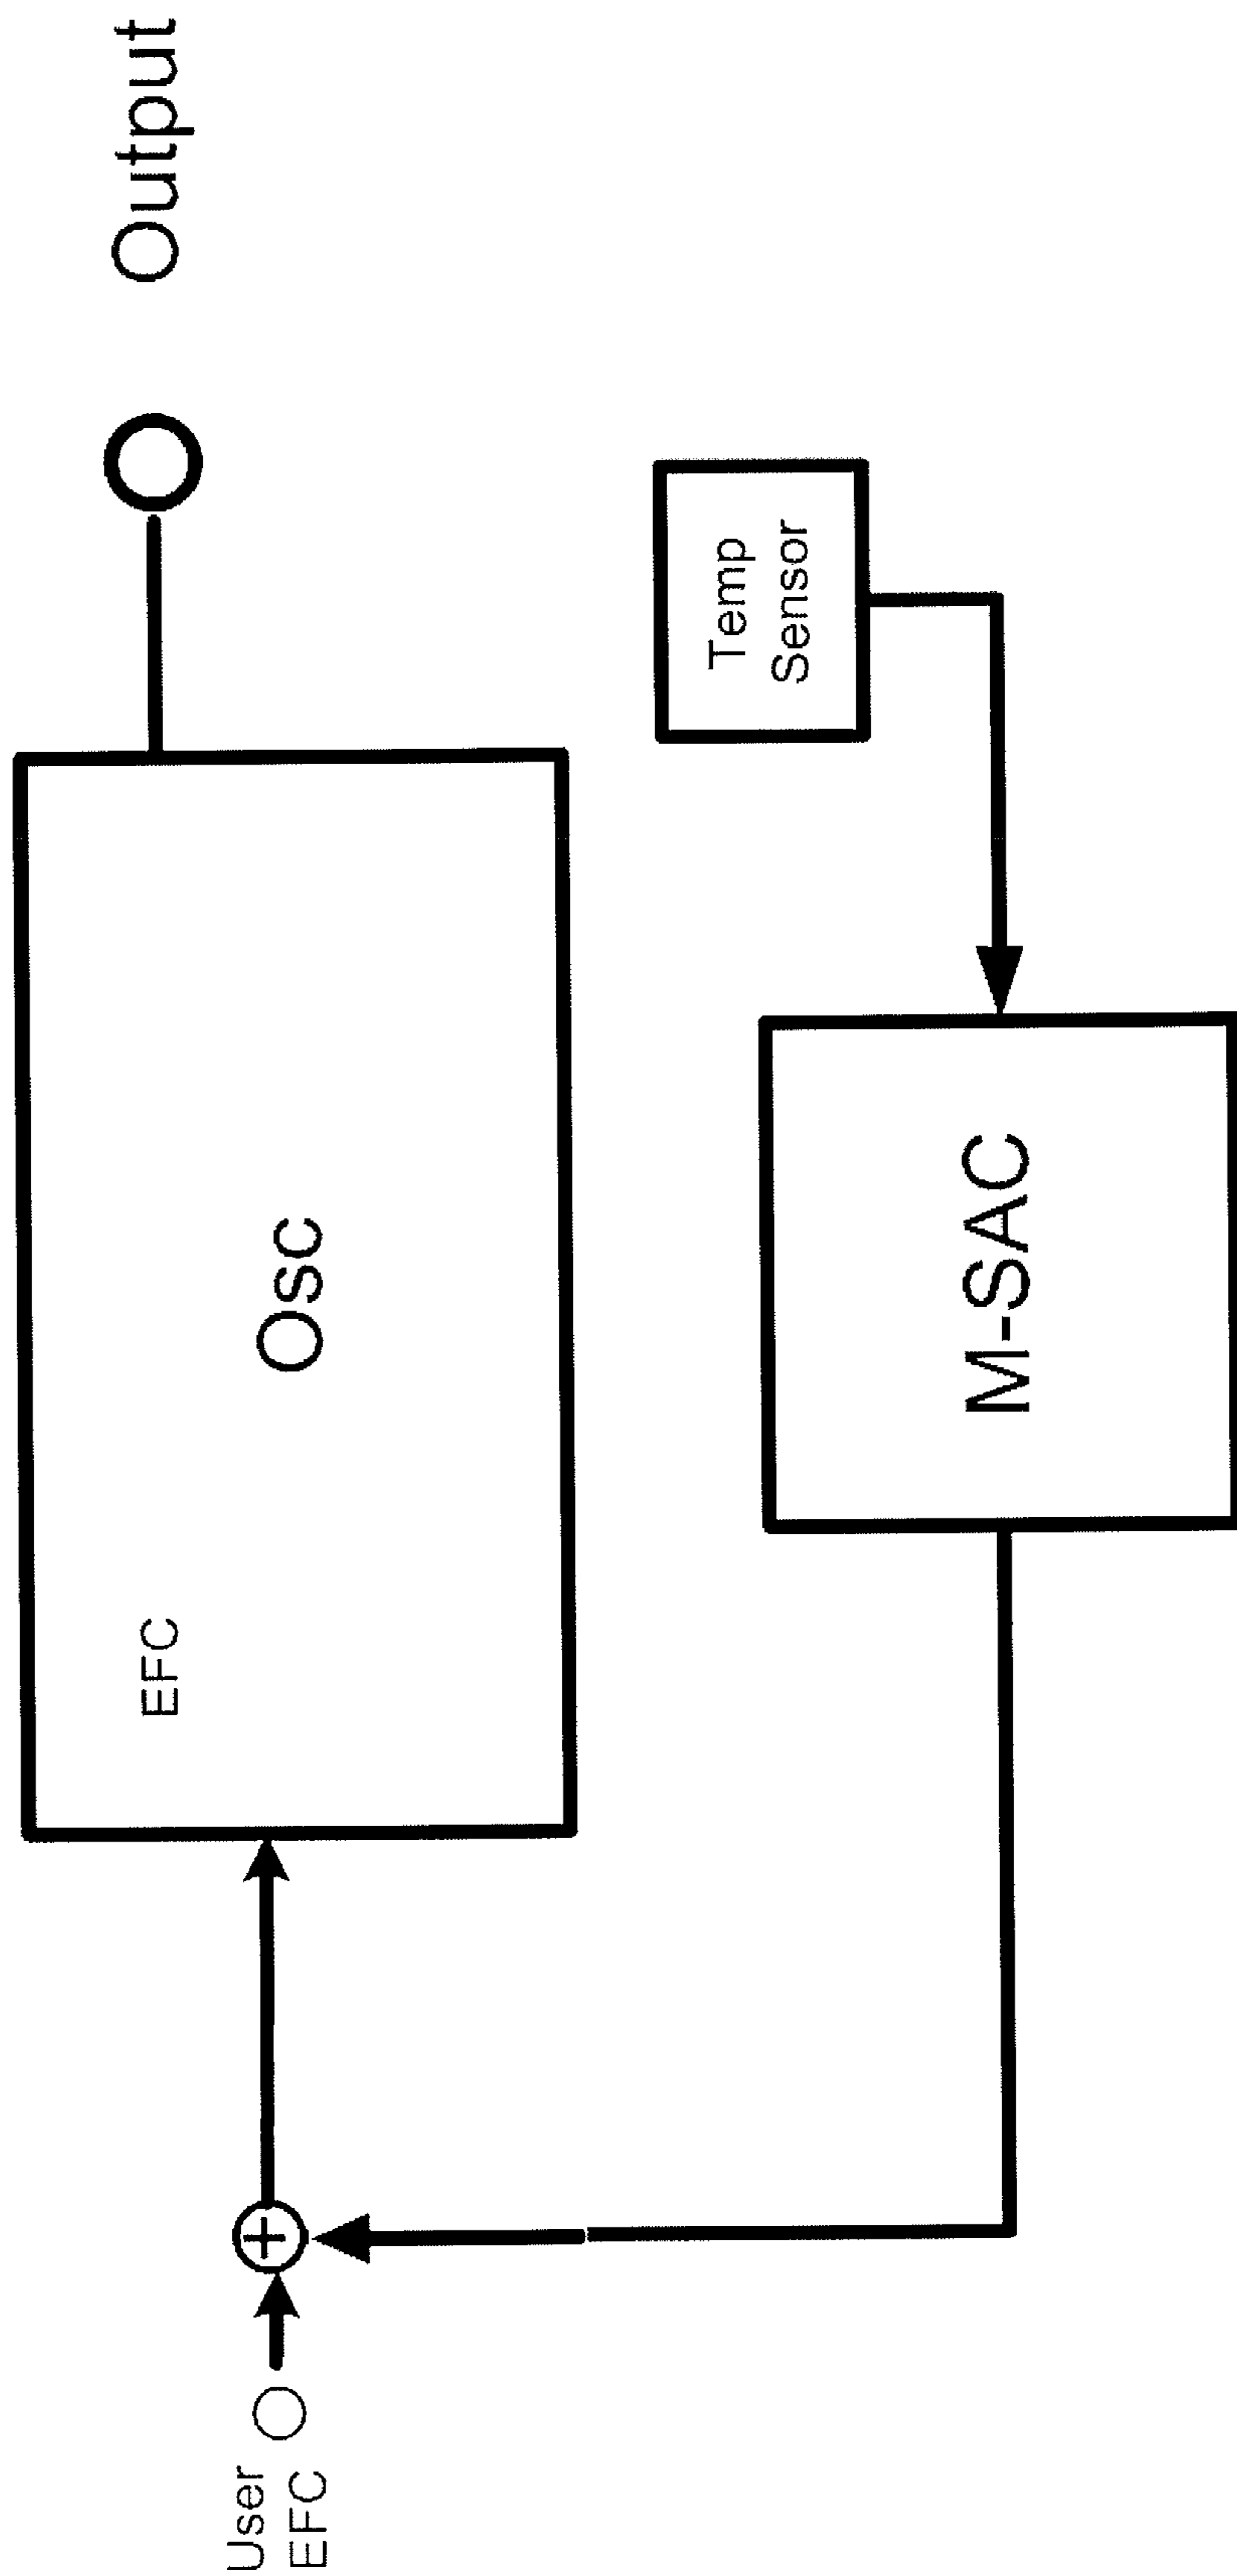 User
EFC
EFC
Osc
Output
M-SAC
Temp
Sensor